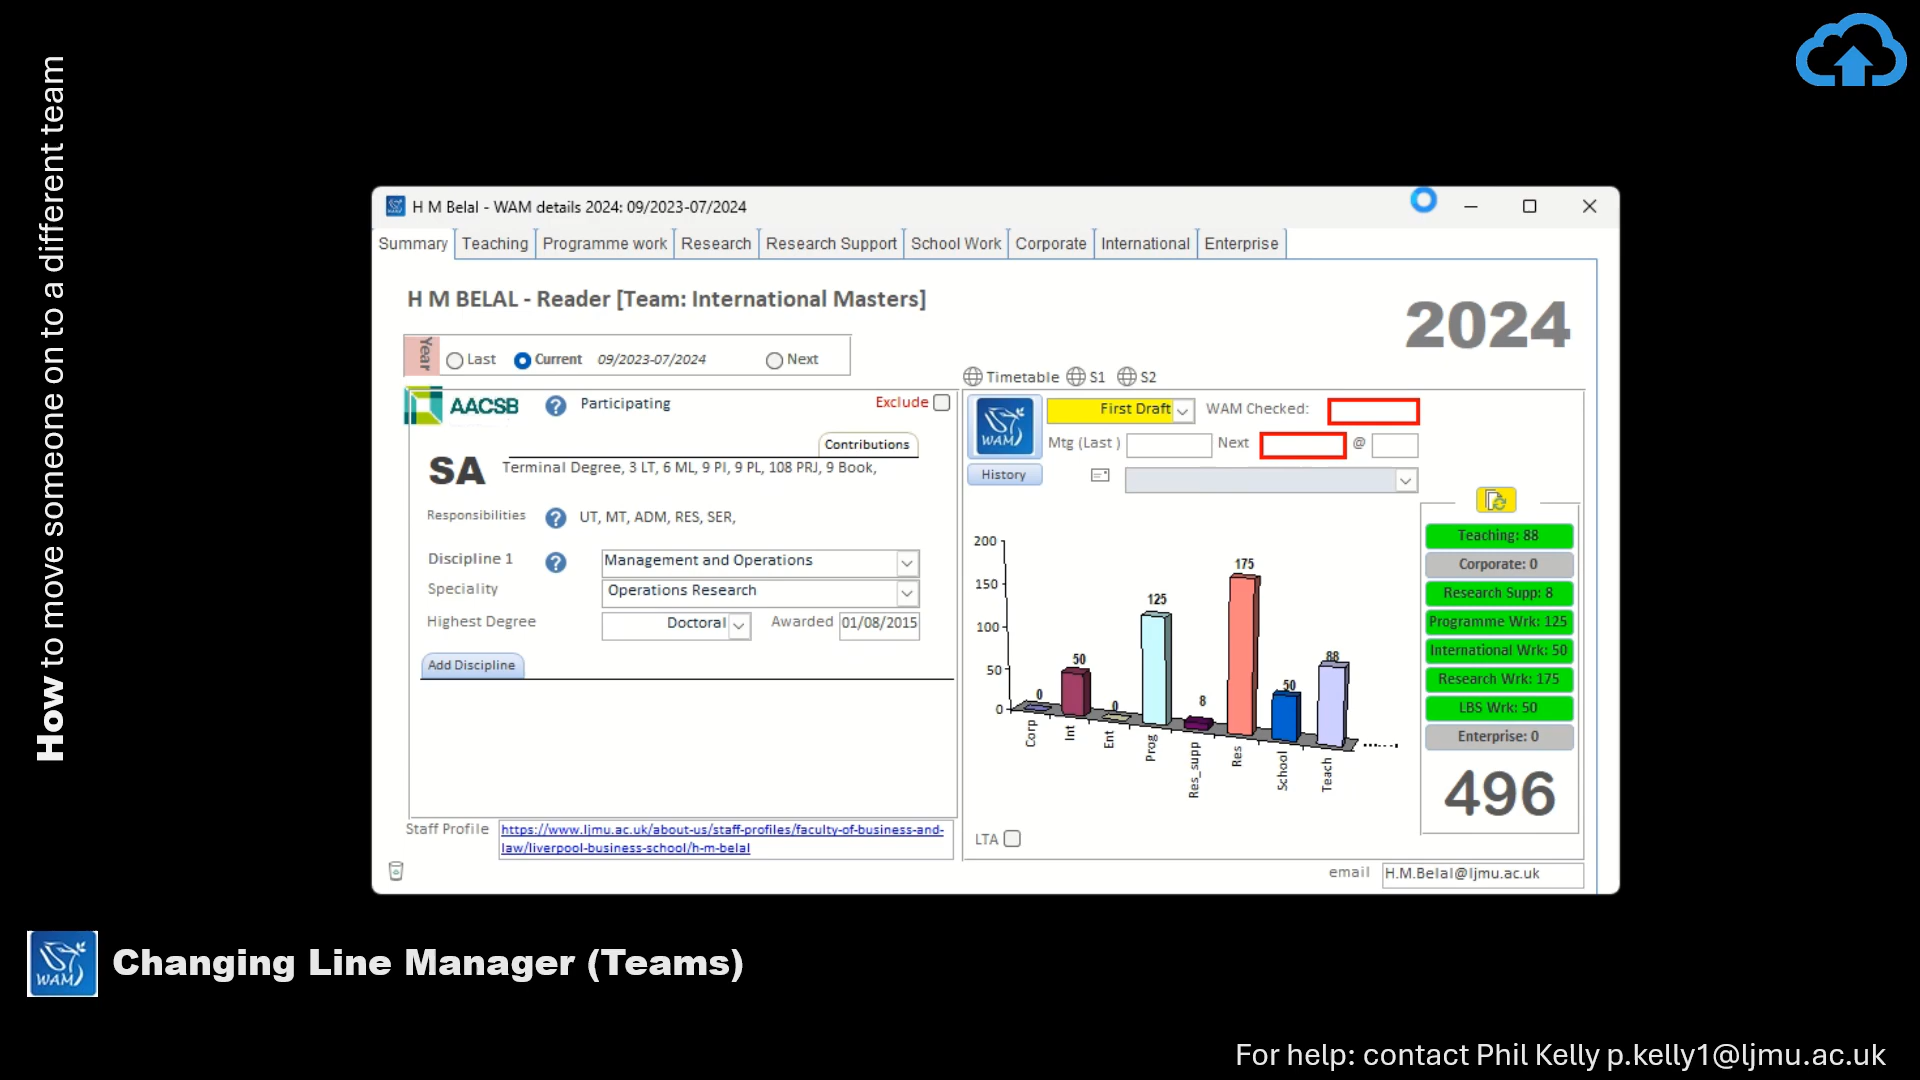 How to move someone on to a different team
H M Belal - WAM details 2024: 09/2023-07/2024
Summary Teaching Programme work Research Research Support School Work Corporate International Enterprise
H M BELAL - Reader [Team: International Masters]
2024
Year Last Current 09/2023-07/2024 Next
Timetable S1 S2
AACSB ? Participating Exclude
Contributions
SA Terminal Degree, 3 LT, 6 ML, 9 PI, 9 PL, 108 PRJ, 9 Book,
Responsibilities ? UT, MT, ADM, RES, SER,
Discipline 1 ? Management and Operations
Speciality Operations Research
Highest Degree Doctoral Awarded 01/08/2015
Add Discipline
Staff Profile https://www.ljmu.ac.uk/about-us/staff-profiles/faculty-of-business-and-
law/liverpool-business-school/h-m-belal
WAM First Draft WAM Checked:
Mtg (Last ) Next @
History
200
150
100
50
0
0 50 0 125 8 175 50 88
Corp Int Ent Prog Res_supp Res School Teach
Teaching: 88
Corporate: 0
Research Supp: 8
Programme Wrk: 125
International Wrk: 50
Research Wrk: 175
LBS Wrk: 50
Enterprise: 0
496
LTA
email H.M.Belal@ljmu.ac.uk
WAM Changing Line Manager (Teams)
For help: contact Phil Kelly p.kelly1@ljmu.ac.uk